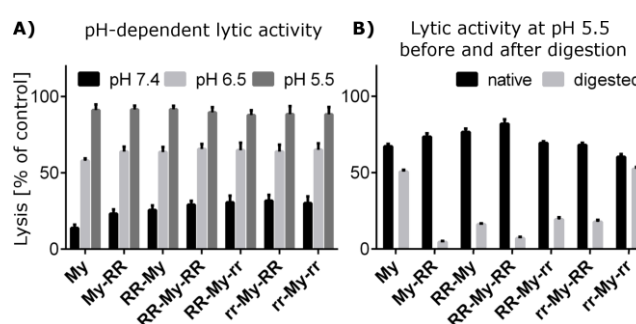 A) pH-dependent lytic activity
pH 7.4 pH 6.5 pH 5.5
100
50
0
Lysis [% of control]
My
My-RR
RR-My
RR-My-RR
RR-My-rr
rr-My-RR
rr-My-rr
B) Lytic activity at pH 5.5
before and after digestion
native digested
100
50
0
My
My-RR
RR-My
RR-My-RR
RR-My-rr
rr-My-RR
rr-My-rr